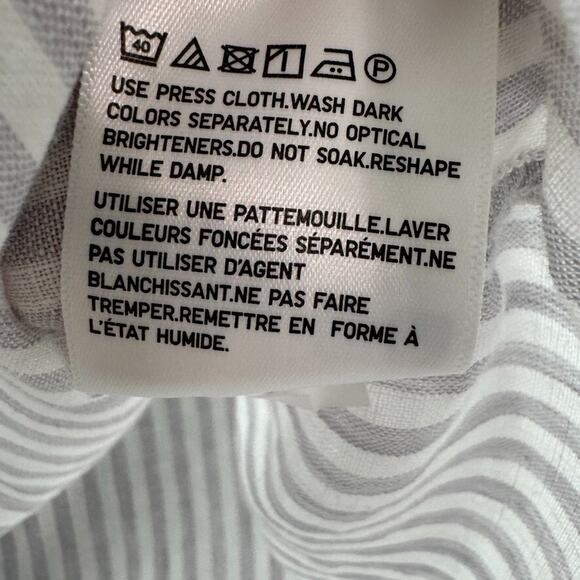 40 P
USE PRESS CLOTH.WASH DARK
COLORS SEPARATELY.NO OPTICAL
BRIGHTENERS.DO NOT SOAK.RESHAPE
WHILE DAMP.
UTILISER UNE PATTEMOUILLE.LAVER
COULEURS FONCÉES SÉPARÉMENT.NE
PAS UTILISER D'AGENT
BLANCHISSANT.NE PAS FAIRE
TREMPER.REMETTRE EN FORME À
L'ÉTAT HUMIDE.